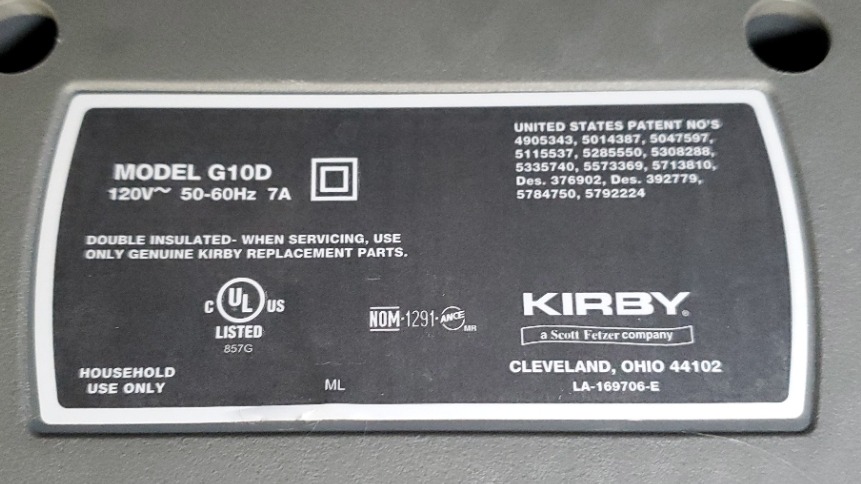 MODEL G10D
120V~ 50-60Hz 7A
UNITED STATES PATENT NO'S
4905343, 5014387, 5047597,
5115537, 5285550, 5308288,
5335740, 5573369, 5713810,
Des. 376902, Des. 392779,
5784750, 5792224
DOUBLE INSULATED- WHEN SERVICING, USE
ONLY GENUINE KIRBY REPLACEMENT PARTS.
C UL US
LISTED
857G
NOM-1291-ANCE
MR
KIRBY®
a Scott Fetzer company
CLEVELAND, OHIO 44102
LA-169706-E
HOUSEHOLD
USE ONLY
ML